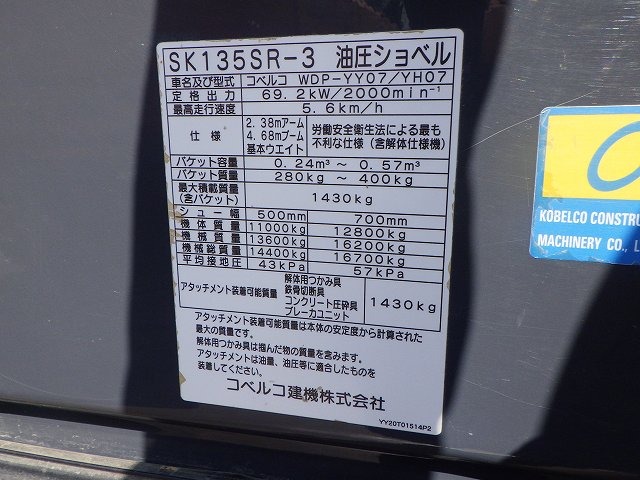 SK135SR-3 油圧ショベル
車名及び型式 コベルコ WDP-YY07/YH07
定格出力 69.2kW/2000min⁻¹
最高走行速度 5.6km/h
仕様 2.38mアーム 4.68mブーム 基本ウエイト 労働安全衛生法による最も不利な仕様(含解体仕様機)
バケット容量 0.24m³ ~ 0.57m³
バケット質量 280kg ~ 400kg
最大積載質量 (含バケット) 1430kg
シュー幅 500mm 700mm
機体質量 11000kg 12800kg
機械質量 13600kg 16200kg
機械総質量 14400kg 16700kg
平均接地圧 43kPa 57kPa
アタッチメント装着可能質量 解体用つかみ具 鉄骨切断具 コンクリート圧砕具 ブレーカユニット 1430kg
アタッチメント装着可能質量は本体の安定度から計算された
最大の質量です。
解体用つかみ具は掴んだ物の質量を含みます。
アタッチメントは油量、油圧等に適合したものを
装着してください。
コベルコ建機株式会社
YY20T01514P2
KOBELCO CONSTRU
MACHINERY CO., L